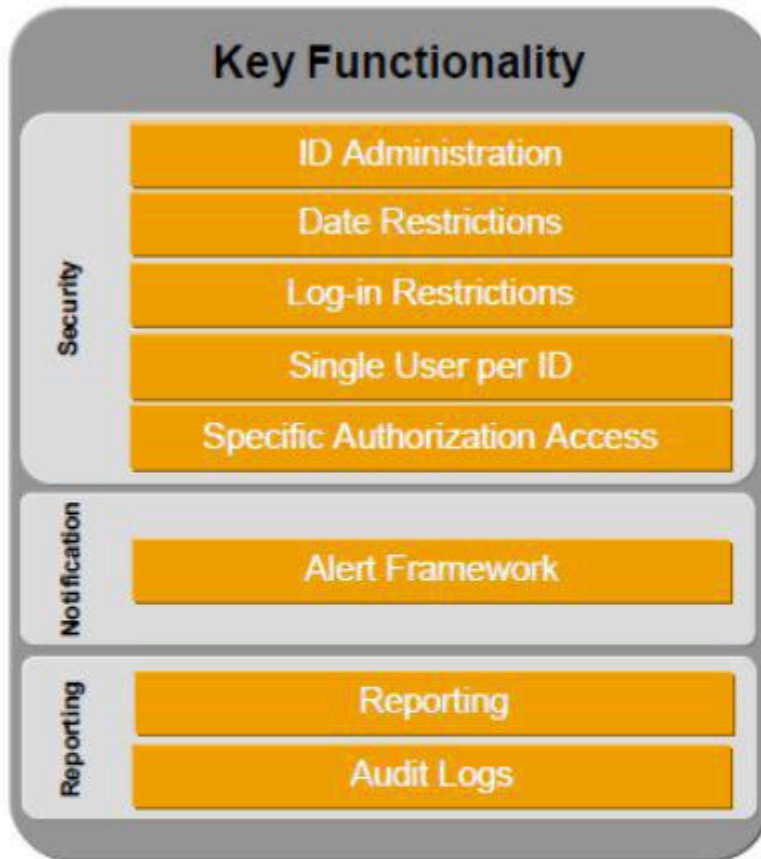 Key Functionality
Security
ID Administration
Date Restrictions
Log-in Restrictions
Single User per ID
Specific Authorization Access
Notification
Alert Framework
Reporting
Reporting
Audit Logs